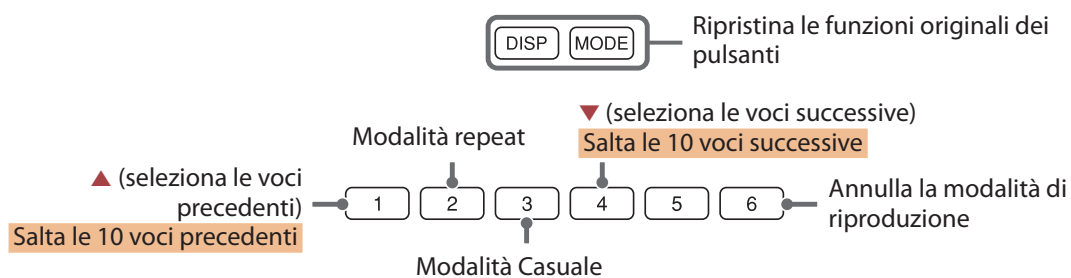 DISP MODE
Ripristina le funzioni originali dei
pulsanti
▼ (seleziona le voci successive)
Salta le 10 voci successive
Modalità repeat
▲ (seleziona le voci
precedenti)
Salta le 10 voci precedenti
1 2 3 4 5 6
Annulla la modalità di
riproduzione
Modalità Casuale